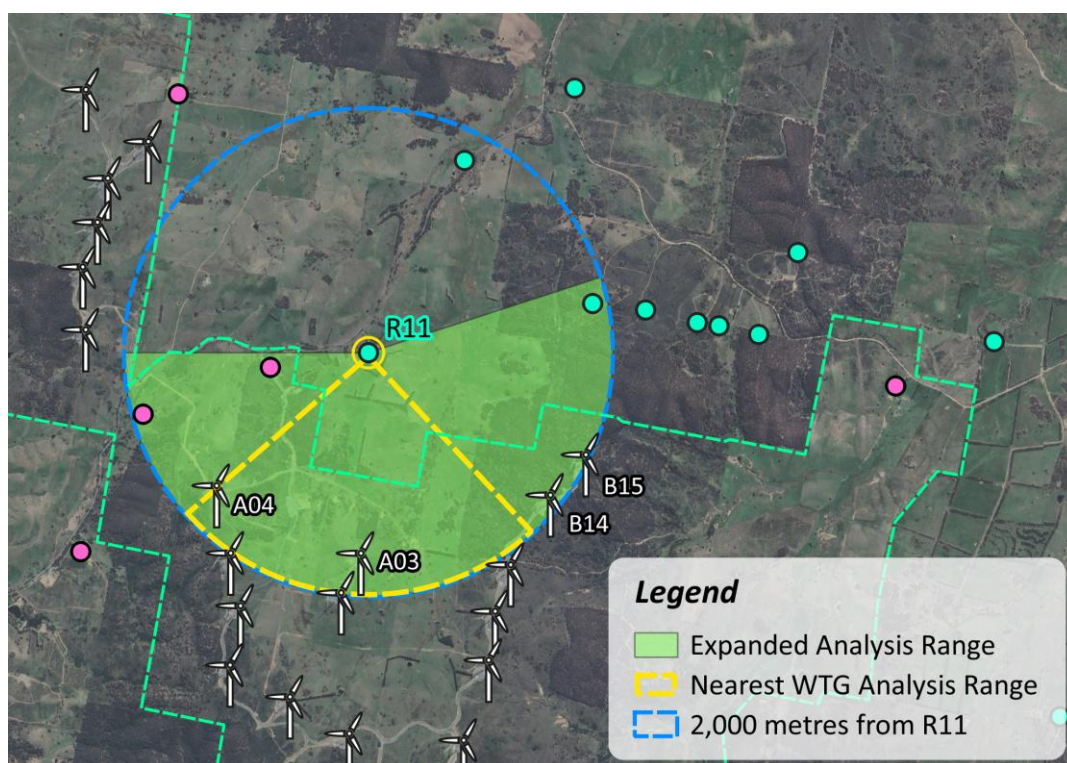 R11
A04
A03
B15
B14
Legend
Expanded Analysis Range
Nearest WTG Analysis Range
2,000 metres from R11